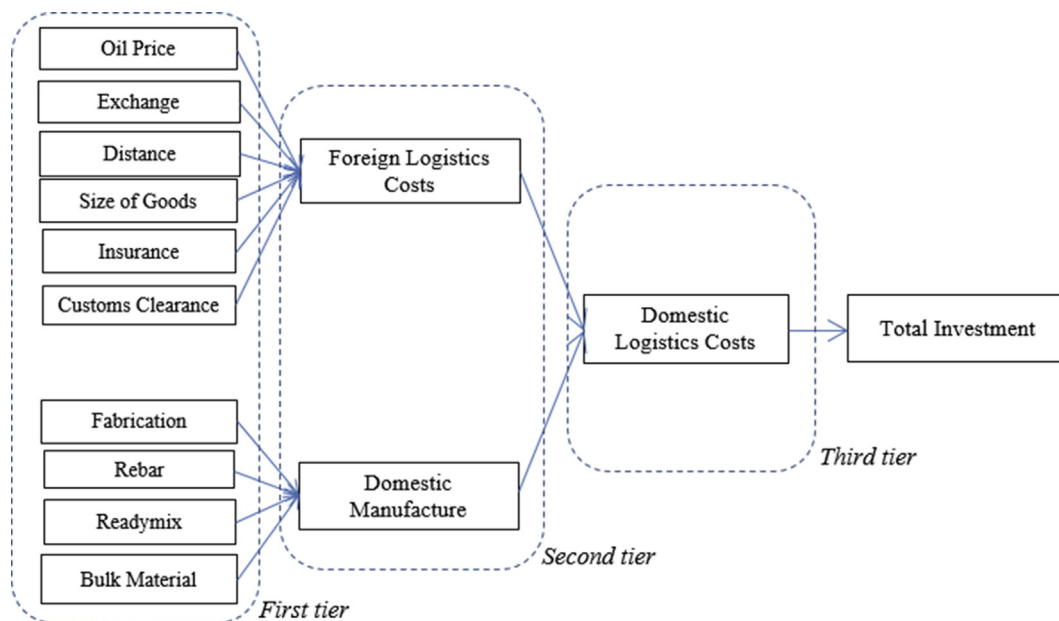 Oil Price
Exchange
Distance
Size of Goods
Insurance
Customs Clearance
Fabrication
Rebar
Readymix
Bulk Material
First tier
Foreign Logistics
Costs
Domestic
Manufacture
Second tier
Domestic
Logistics Costs
Third tier
Total Investment